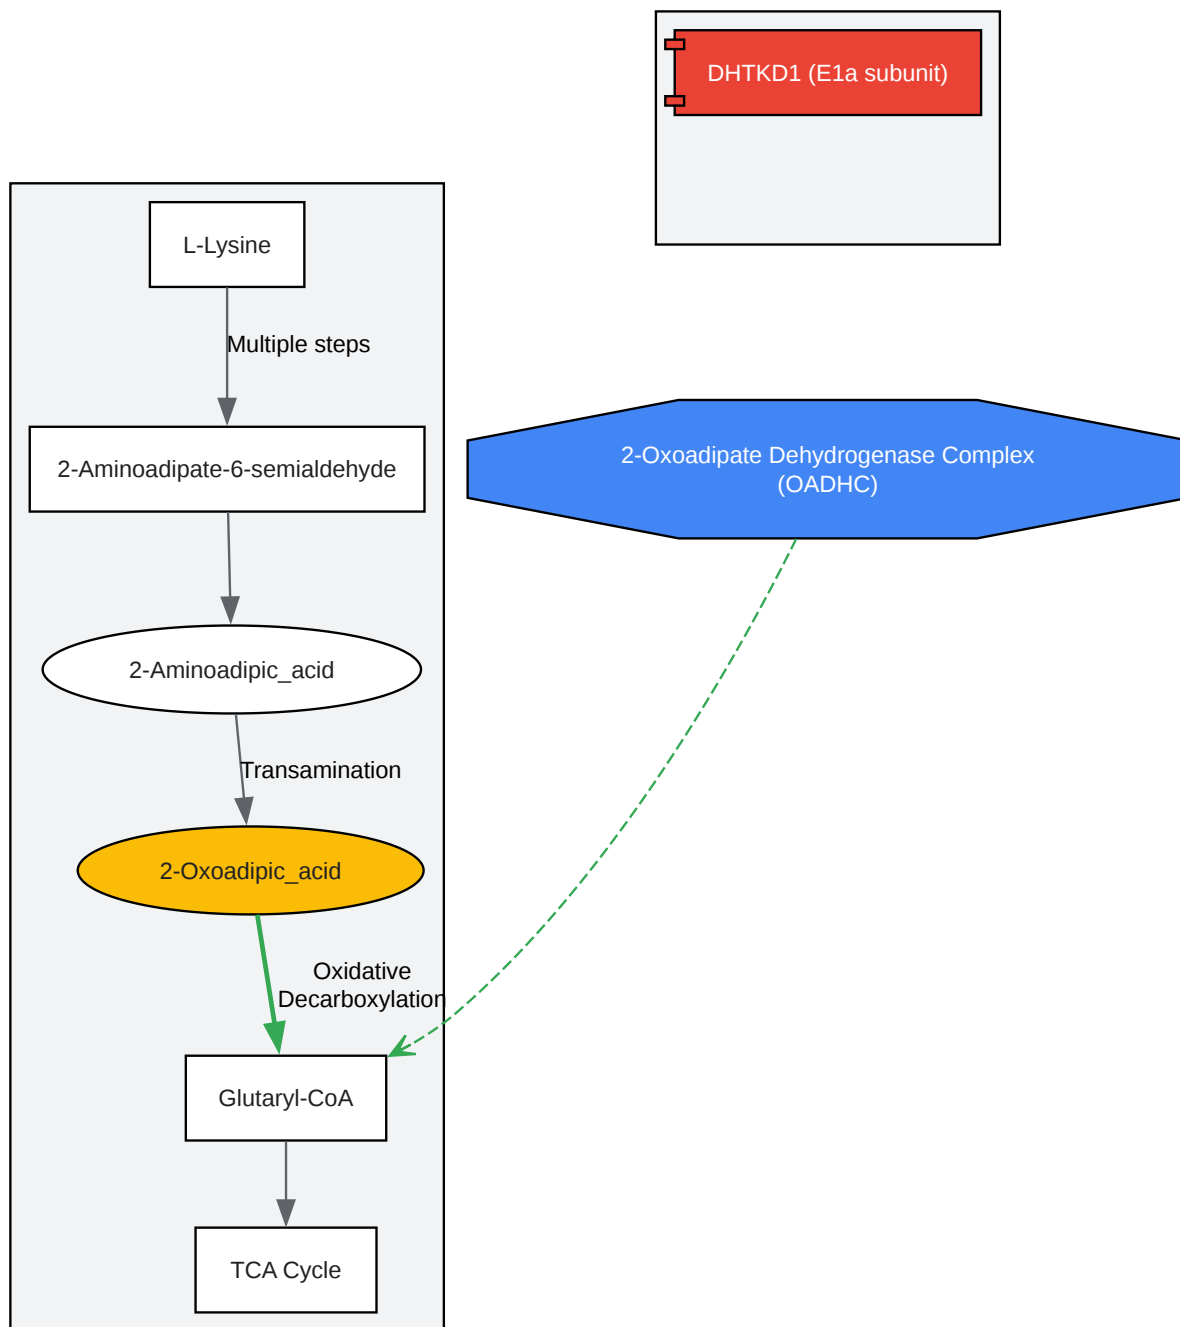 DHTKD1 (E1a subunit)
L-Lysine
Multiple steps
2-Aminoadipate-6-semialdehyde
2-Oxoadipate Dehydrogenase Complex
(OADHC)
2-Aminoadipic_acid
Transamination
2-Oxoadipic_acid
Oxidative
Decarboxylation
Glutaryl-CoA
TCA Cycle